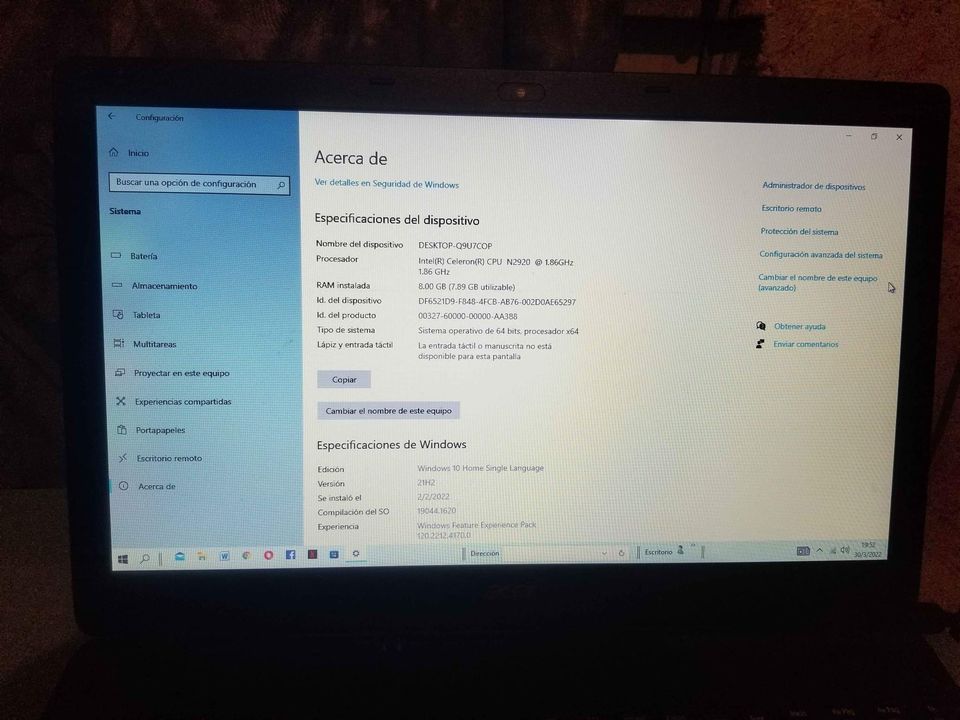 Configuración
Inicio
Buscar una opción de configuración
Sistema
Batería
Almacenamiento
Tableta
Multitareas
Proyectar en este equipo
Experiencias compartidas
Portapapeles
Escritorio remoto
Acerca de
Acerca de
Ver detalles en Seguridad de Windows
Especificaciones del dispositivo
Nombre del dispositivo DESKTOP-Q9U7COP
Procesador Intel(R) Celeron(R) CPU N2920 @ 1.86GHz
1.86 GHz
RAM instalada 8.00 GB (7.89 GB utilizable)
Id. del dispositivo DF6521D9-F848-4FCB-AB76-002D0AE65297
Id. del producto 00327-60000-00000-AA388
Tipo de sistema Sistema operativo de 64 bits, procesador x64
Lápiz y entrada táctil La entrada táctil o manuscrita no está
disponible para esta pantalla
Copiar
Cambiar el nombre de este equipo
Especificaciones de Windows
Edición Windows 10 Home Single Language
Versión 21H2
Se instaló el 2/2/2022
Compilación del SO 19044.1620
Experiencia Windows Feature Experience Pack
120.2212.4170.0
Administrador de dispositivos
Escritorio remoto
Protección del sistema
Configuración avanzada del sistema
Cambiar el nombre de este equipo
(avanzado)
Obtener ayuda
Enviar comentarios
Dirección
Escritorio
19:52
30/3/2022
acer